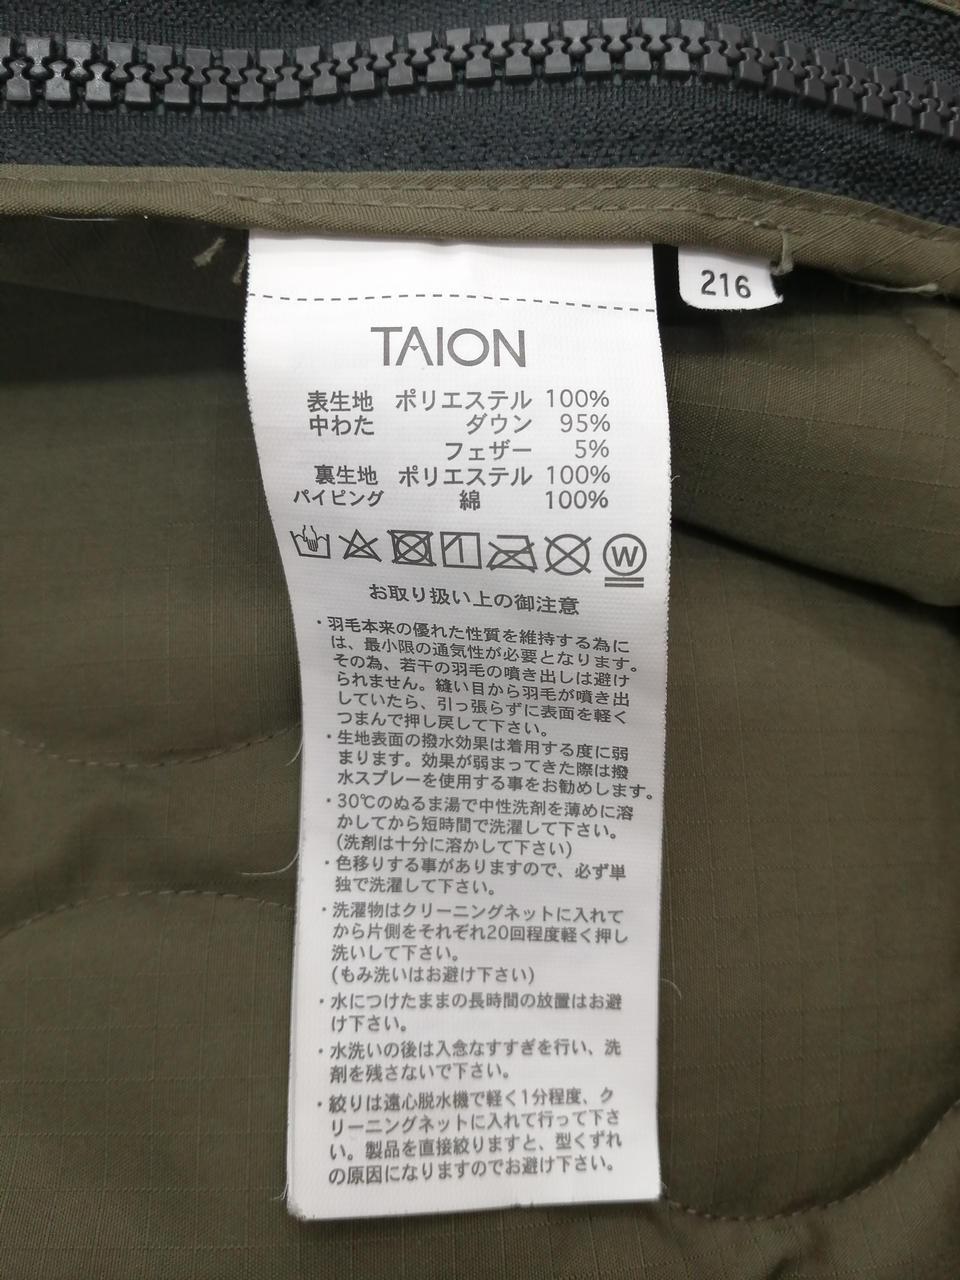 216
TAION
表生地 ポリエステル 100%
中わた ダウン 95%
フェザー 5%
裏生地 ポリエステル 100%
パイピング 綿 100%
W
お取り扱い上の御注意
・羽毛本来の優れた性質を維持する為に
は、最小限の通気性が必要となります。
その為、若干の羽毛の噴き出しは避け
られません。縫い目から羽毛が噴き出
していたら、引っ張らずに表面を軽く
つまんで押し戻して下さい。
・生地表面の撥水効果は着用する度に弱
まります。効果が弱まってきた際は撥
水スプレーを使用する事をお勧めします。
・30℃のぬるま湯で中性洗剤を薄めに溶
かしてから短時間で洗濯して下さい。
(洗剤は十分に溶かして下さい)
・色移りする事がありますので、必ず単
独で洗濯して下さい。
・洗濯物はクリーニングネットに入れて
から片側をそれぞれ20回程度軽く押し
洗いして下さい。
(もみ洗いはお避け下さい)
・水につけたままの長時間の放置はお避
け下さい。
・水洗いの後は入念なすすぎを行い、洗
剤を残さないで下さい。
・絞りは遠心脱水機で軽く1分程度、ク
リーニングネットに入れて行って下さ
い。製品を直接絞りますと、型くずれ
の原因になりますのでお避け下さい。